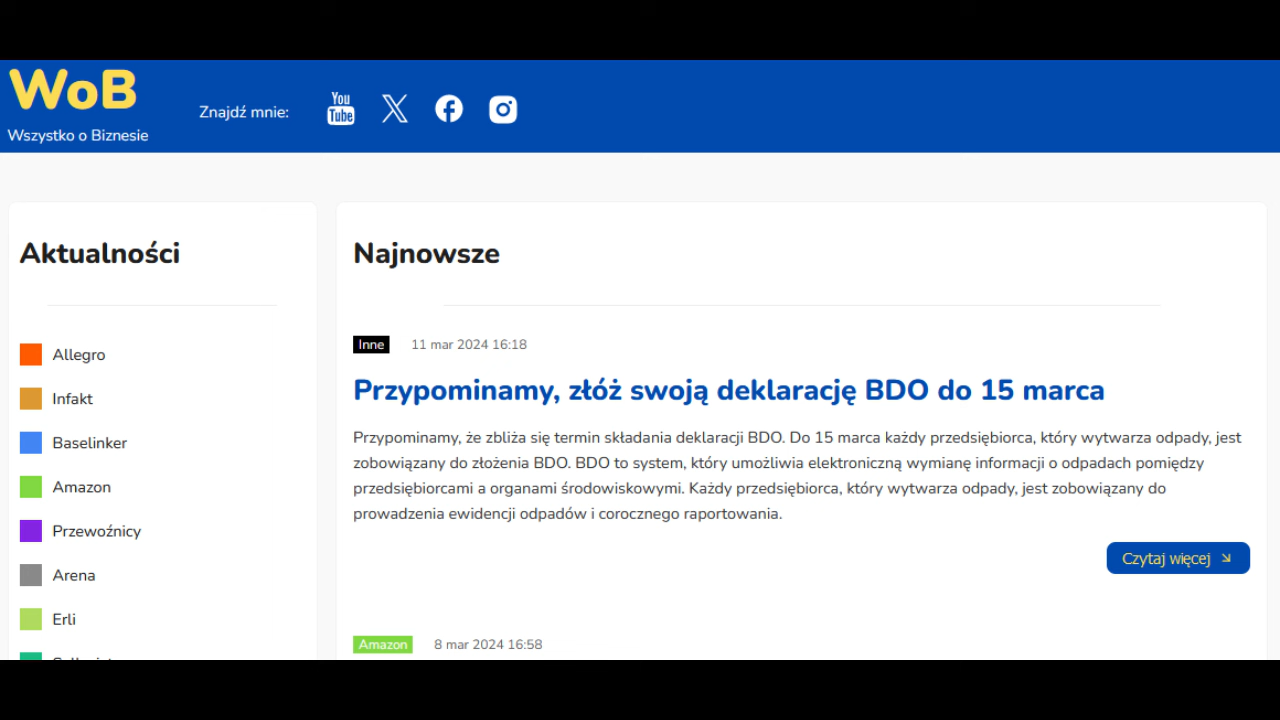 WoB
Wszystko o Biznesie
Znajdź mnie:
You
Tube
Aktualności
Allegro
Infakt
Baselinker
Amazon
Przewoźnicy
Arena
Erli
Najnowsze
Inne 11 mar 2024 16:18
Przypominamy, złóż swoją deklarację BDO do 15 marca
Przypominamy, że zbliża się termin składania deklaracji BDO. Do 15 marca każdy przedsiębiorca, który wytwarza odpady, jest
zobowiązany do złożenia BDO. BDO to system, który umożliwia elektroniczną wymianę informacji o odpadach pomiędzy
przedsiębiorcami a organami środowiskowymi. Każdy przedsiębiorca, który wytwarza odpady, jest zobowiązany do
prowadzenia ewidencji odpadów i corocznego raportowania.
Czytaj więcej
Amazon 8 mar 2024 16:58